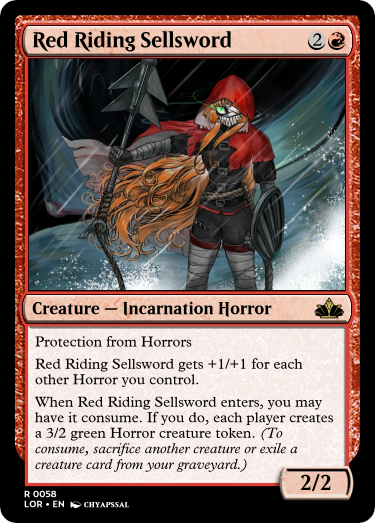 Red Riding Sellsword 2
Creature — Incarnation Horror
Protection from Horrors
Red Riding Sellsword gets +1/+1 for each
other Horror you control.
When Red Riding Sellsword enters, you may
have it consume. If you do, each player creates
a 3/2 green Horror creature token. (To
consume, sacrifice another creature or exile a
creature card from your graveyard.)
2/2
R 0058
LOR • EN CHYAPSSAL